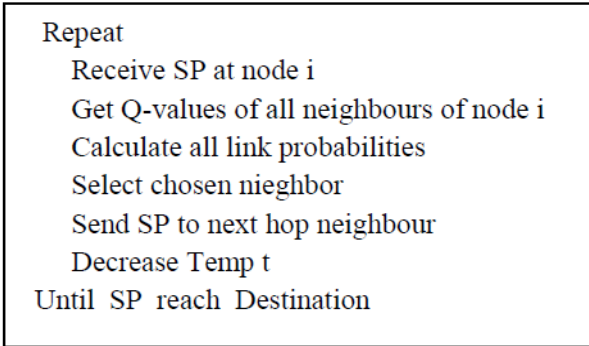 Repeat
Receive SP at node i
Get Q-values of all neighbours of node i
Calculate all link probabilities
Select chosen nieghbor
Send SP to next hop neighbour
Decrease Temp t
Until SP reach Destination